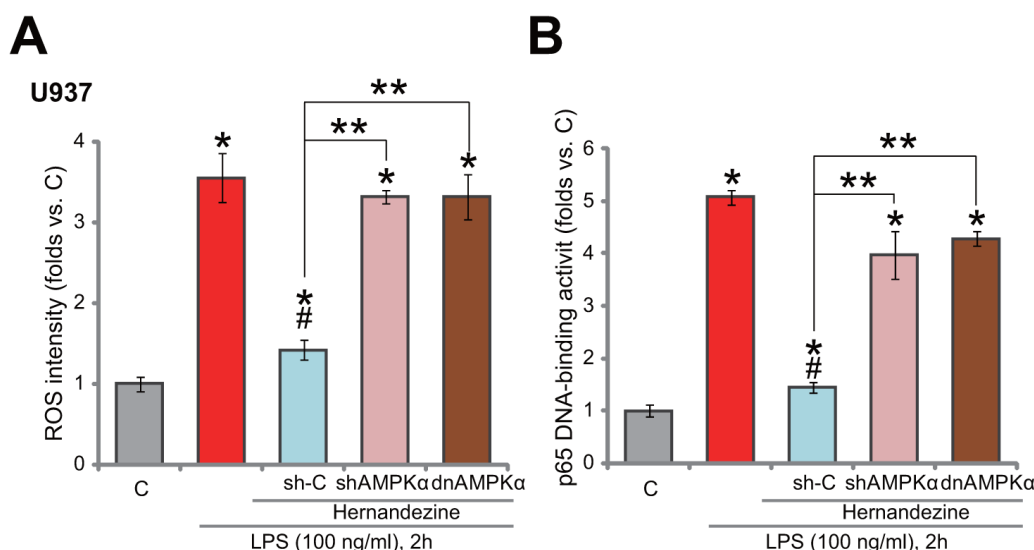 A
U937
ROS intensity (folds vs. C)
4
3
2
1
0
*
*
#
*
*
**
**
C
sh-C shAMPKα dnAMPKα
Hernandezine
LPS (100 ng/ml), 2h
B
p65 DNA-binding activit (folds vs. C)
6
5
4
3
2
1
0
*
*
#
*
*
**
**
C
sh-C shAMPKα dnAMPKα
Hernandezine
LPS (100 ng/ml), 2h